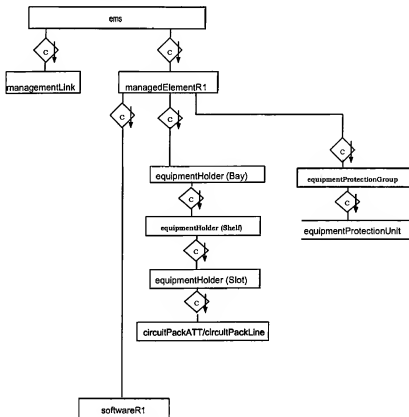 ems
C C
managementLink managedElementR1
C C
C
equipmentHolder (Bay) equipmentProtectionGroup
C C
equipmentHolder (Shelf) equipmentProtectionUnit
C
equipmentHolder (Slot)
C
circuitPackATT/circuitPackLine
softwareR1